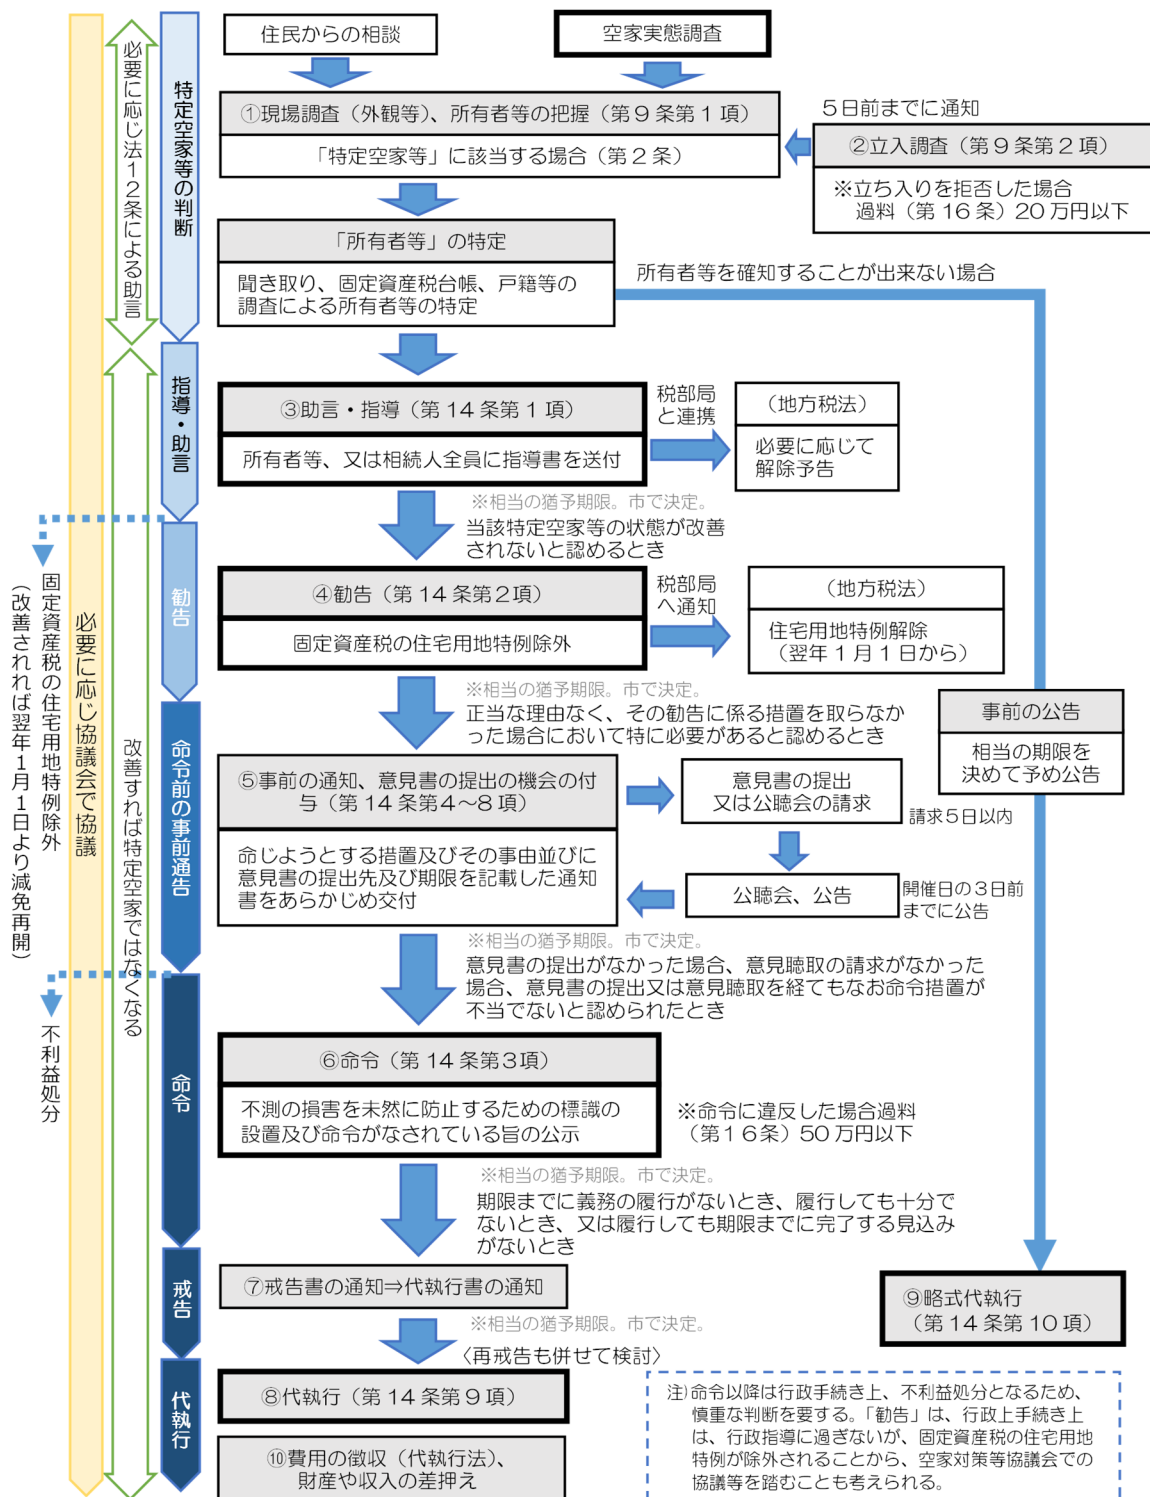 住民からの相談
空家実態調査
①現場調査（外観等）、所有者等の把握（第９条第１項）
「特定空家等」に該当する場合（第２条）
５日前までに通知
②立入調査（第９条第２項）
※立ち入りを拒否した場合
過料（第 16 条）20 万円以下
「所有者等」の特定
聞き取り、固定資産税台帳、戸籍等の
調査による所有者等の特定
所有者等を確知することが出来ない場合
③助言・指導（第 14 条第１項）
所有者等、又は相続人全員に指導書を送付
税部局
と連携
（地方税法）
必要に応じて
解除予告
※相当の猶予期限。市で決定。
当該特定空家等の状態が改善
されないと認めるとき
④勧告（第 14 条第２項）
固定資産税の住宅用地特例除外
税部局
へ通知
（地方税法）
住宅用地特例解除
（翌年１月１日から）
※相当の猶予期限。市で決定。
正当な理由なく、その勧告に係る措置を取らなか
った場合において特に必要があると認めるとき
事前の公告
相当の期限を
決めて予め公告
⑤事前の通知、意見書の提出の機会の付
与（第 14 条第４～８項）
命じようとする措置及びその事由並びに
意見書の提出先及び期限を記載した通知
書をあらかじめ交付
意見書の提出
又は公聴会の請求
請求５日以内
公聴会、公告
開催日の３日前
までに公告
※相当の猶予期限。市で決定。
意見書の提出がなかった場合、意見聴取の請求がなかった
場合、意見書の提出又は意見聴取を経てもなお命令措置が
不当でないと認められたとき
⑥命令（第 14 条第３項）
不測の損害を未然に防止するための標識の
設置及び命令がなされている旨の公示
※命令に違反した場合過料
（第１６条）50 万円以下
※相当の猶予期限。市で決定。
期限までに義務の履行がないとき、履行しても十分で
ないとき、又は履行しても期限までに完了する見込み
がないとき
⑦戒告書の通知⇒代執行書の通知
⑨略式代執行
（第 14 条第 10 項）
※相当の猶予期限。市で決定。
〈再戒告も併せて検討〉
⑧代執行（第 14 条第 ９ 項）
⑩費用の徴収（代執行法）、
財産や収入の差押え
注）命令以降は行政手続き上、不利益処分となるため、
慎重な判断を要する。「勧告」は、行政上手続き上
は、行政指導に過ぎないが、固定資産税の住宅用地
特例が除外されることから、空家対策等協議会での
協議等を踏むことも考えられる。
特定空家等の判断
指導・助言
勧告
命令前の事前通告
命令
戒告
代執行
必要に応じ法１２条による助言
改善すれば特定空家ではなくなる
必要に応じ協議会で協議
固定資産税の住宅用地特例除外
（改善されれば翌年１月１日より減免再開）
不利益処分